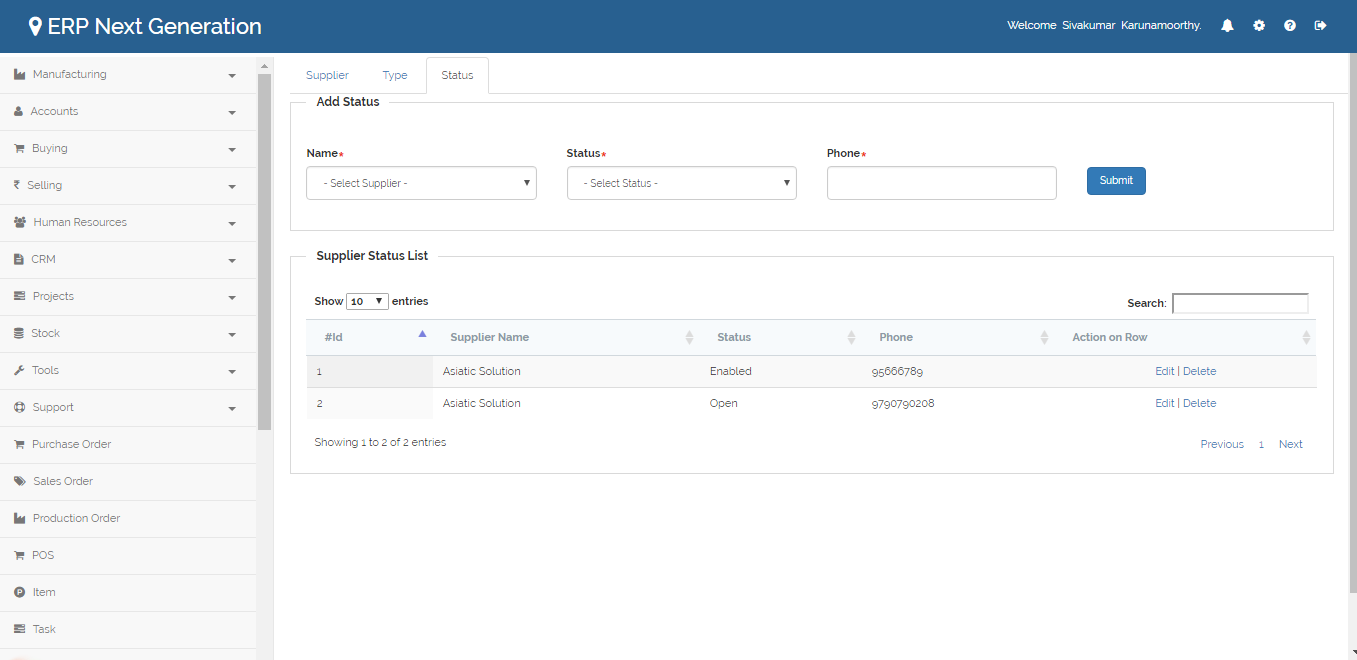 ERP Next Generation
Welcome Sivakumar Karunamoorthy.
Manufacturing
Accounts
Buying
Selling
Human Resources
CRM
Projects
Stock
Tools
Support
Purchase Order
Sales Order
Production Order
POS
Item
Task
Supplier Type Status
Add Status
Name* Status* Phone*
- Select Supplier - - Select Status - Submit
Supplier Status List
Show 10 entries Search:
#Id Supplier Name Status Phone Action on Row
1 Asiatic Solution Enabled 95666789 Edit | Delete
2 Asiatic Solution Open 9790790208 Edit | Delete
Showing 1 to 2 of 2 entries Previous 1 Next